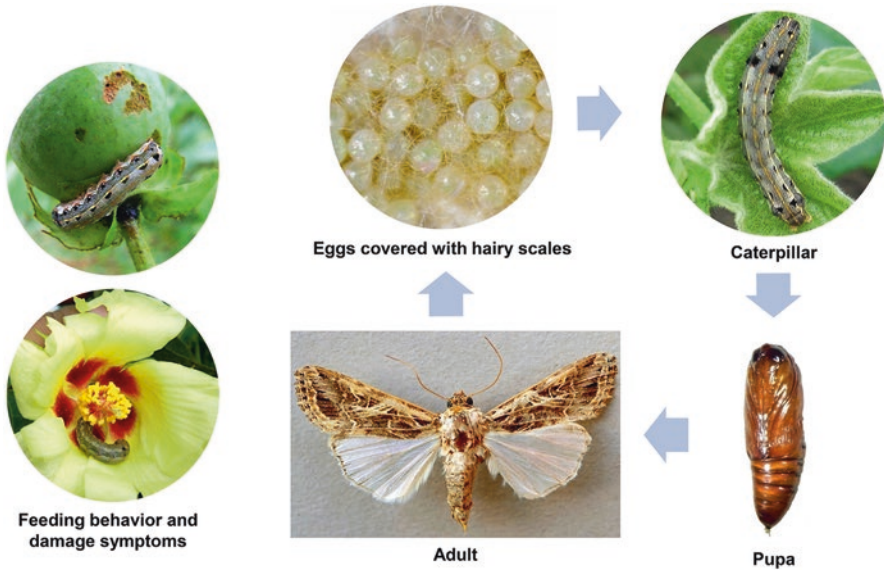 Eggs covered with hairy scales
Caterpillar
Feeding behavior and
damage symptoms
Adult
Pupa